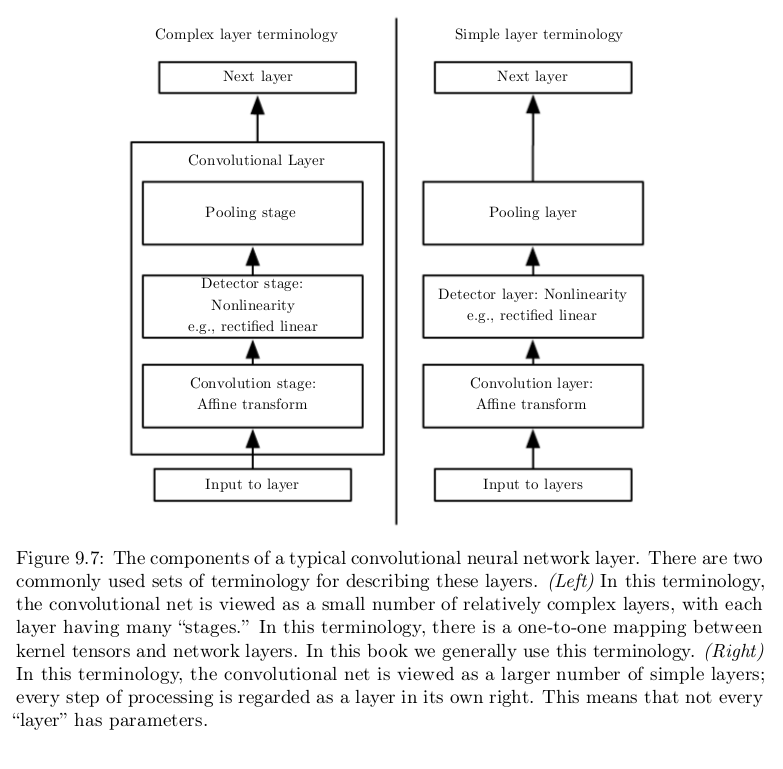 Complex layer terminology
Next layer
Convolutional Layer
Pooling stage
Detector stage:
Nonlinearity
e.g., rectified linear
Convolution stage:
Affine transform
Input to layer
Simple layer terminology
Next layer
Pooling layer
Detector layer: Nonlinearity
e.g., rectified linear
Convolution layer:
Affine transform
Input to layers
Figure 9.7: The components of a typical convolutional neural network layer. There are two
commonly used sets of terminology for describing these layers. (Left) In this terminology,
the convolutional net is viewed as a small number of relatively complex layers, with each
layer having many “stages.” In this terminology, there is a one-to-one mapping between
kernel tensors and network layers. In this book we generally use this terminology. (Right)
In this terminology, the convolutional net is viewed as a larger number of simple layers;
every step of processing is regarded as a layer in its own right. This means that not every
“layer” has parameters.